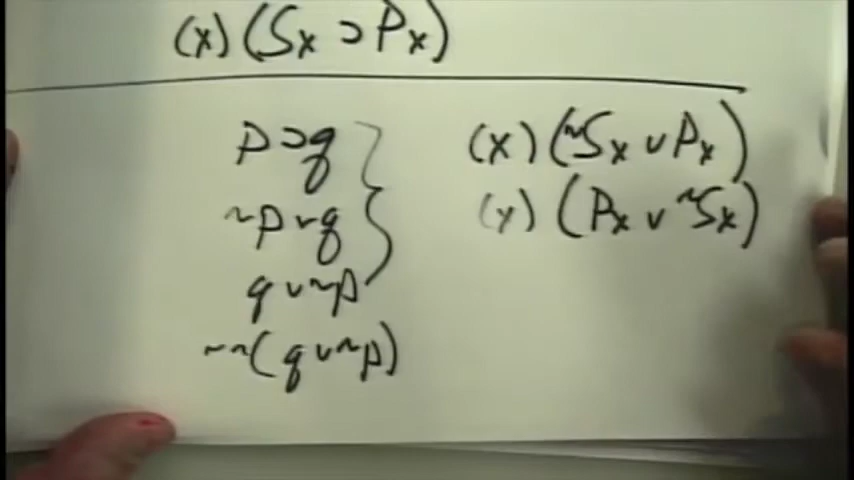 (x) (Sx ⊃ Px)
p ⊃ q
~p v q
q v ~p
~~(q v ~p)
(x) (~Sx v Px)
(x) (Px v ~Sx)